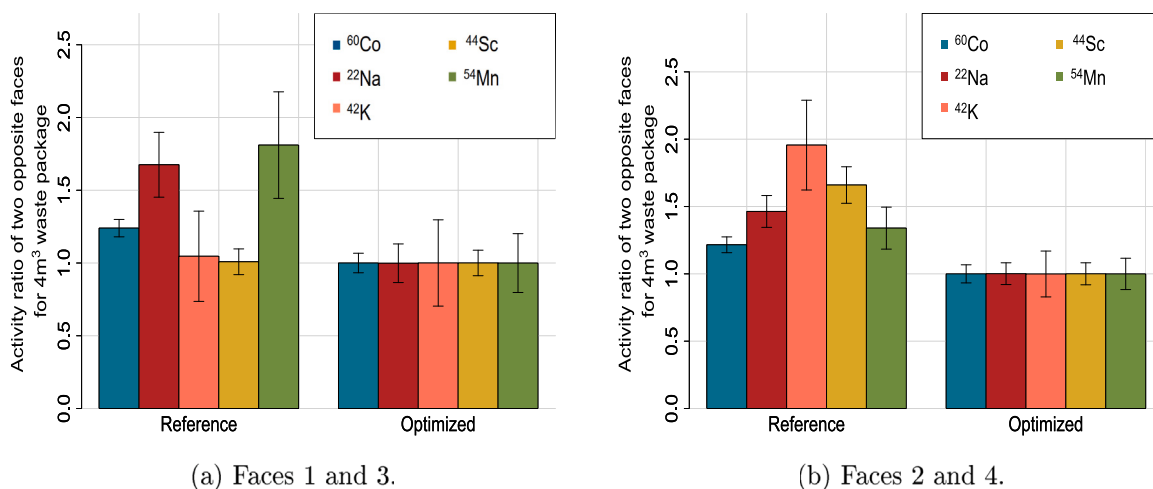 Activity ratio of two opposite faces
for 4m³ waste package
2.5
2.0
1.5
1.0
0.5
0.0
⁶⁰Co
⁴⁴Sc
²²Na
⁵⁴Mn
⁴²K
Reference
Optimized
(a) Faces 1 and 3.
Activity ratio of two opposite faces
for 4m³ waste package
2.5
2.0
1.5
1.0
0.5
0.0
⁶⁰Co
⁴⁴Sc
²²Na
⁵⁴Mn
⁴²K
Reference
Optimized
(b) Faces 2 and 4.